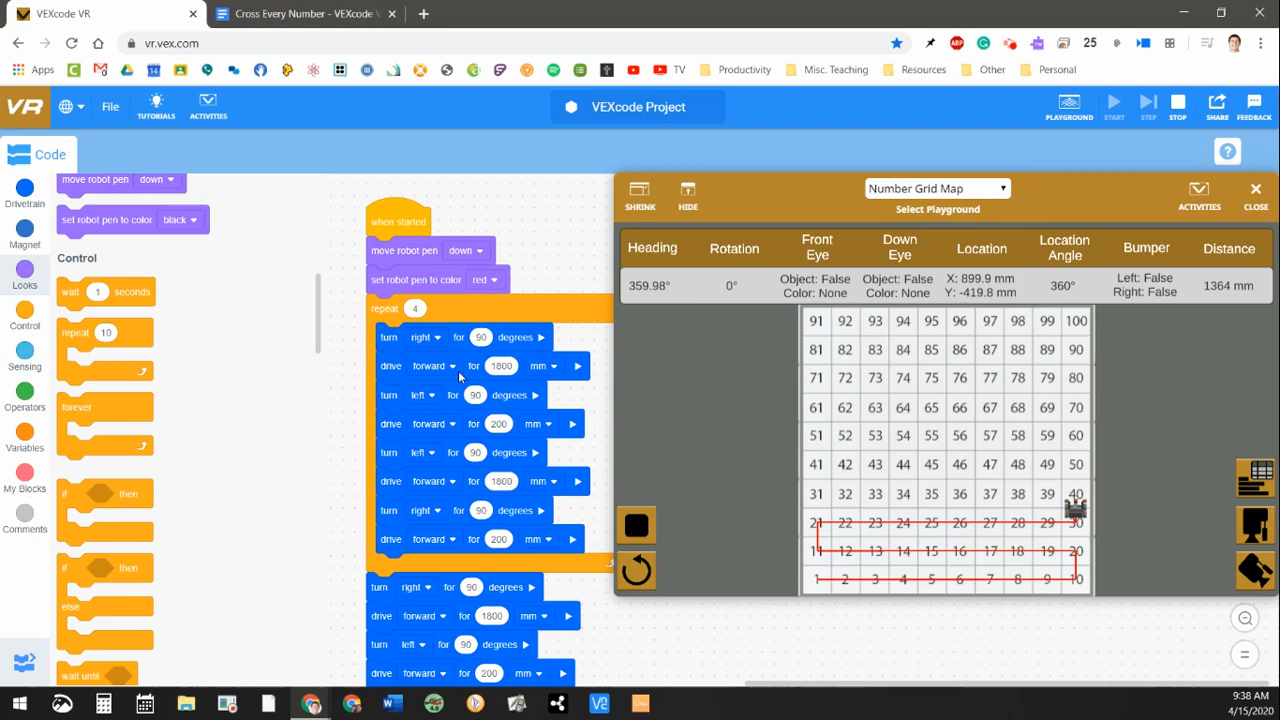 VEXcode VR
Cross Every Number - VEXcode V
vr.vex.com
ABP
25
Apps
14
TV
Productivity
Misc. Teaching
Resources
Other
Personal
VR
File
TUTORIALS
ACTIVITIES
VEXcode Project
PLAYGROUND
START
STEP
STOP
SHARE
FEEDBACK
Code
?
Drivetrain
Magnet
Looks
Control
Sensing
Operators
Variables
My Blocks
Comments
move robot pen down
set robot pen to color black
Control
wait 1 seconds
repeat 10
forever
if then
if then
else
wait until
when started
move robot pen down
set robot pen to color red
repeat 4
turn right for 90 degrees
drive forward for 1800 mm
turn left for 90 degrees
drive forward for 200 mm
turn left for 90 degrees
drive forward for 1800 mm
turn right for 90 degrees
drive forward for 200 mm
turn right for 90 degrees
drive forward for 1800 mm
turn left for 90 degrees
drive forward for 200 mm
SHRINK
HIDE
Number Grid Map
Select Playground
ACTIVITIES
CLOSE
Heading Rotation Front Eye Down Eye Location Location Angle Bumper Distance
359.98° 0° Object: False Color: None Object: False Color: None X: 899.9 mm Y: -419.8 mm 360° Left: False Right: False 1364 mm
91 92 93 94 95 96 97 98 99 100
81 82 83 84 85 86 87 88 89 90
71 72 73 74 75 76 77 78 79 80
61 62 63 64 65 66 67 68 69 70
51 52 53 54 55 56 57 58 59 60
41 42 43 44 45 46 47 48 49 50
31 32 33 34 35 36 37 38 39 40
21 22 23 24 25 26 27 28 29 30
11 12 13 14 15 16 17 18 19 20
1 2 3 4 5 6 7 8 9 10
9:38 AM
4/15/2020